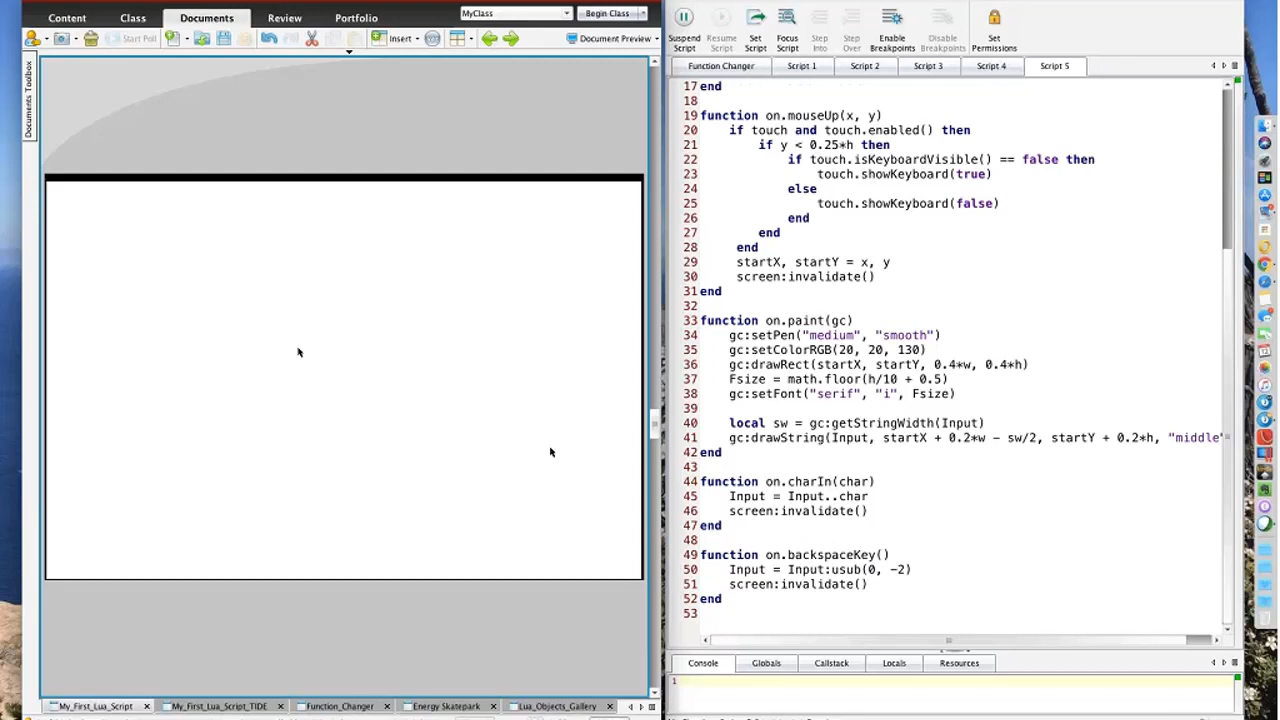 Content Class Documents Review Portfolio MyClass Begin Class
Start Poll Insert Document Preview
Documents Toolbox
My_First_Lua_Script My_First_Lua_Script_TIDE Function_Changer Energy Skatepark Lua_Objects_Gallery
Suspend Script Resume Script Set Script Focus Script Step Into Step Over Enable Breakpoints Disable Breakpoints Set Permissions
Function Changer Script 1 Script 2 Script 3 Script 4 Script 5
17 end
18
19 function on.mouseUp(x, y)
20 if touch and touch.enabled() then
21 if y < 0.25*h then
22 if touch.isKeyboardVisible() == false then
23 touch.showKeyboard(true)
24 else
25 touch.showKeyboard(false)
26 end
27 end
28 end
29 startX, startY = x, y
30 screen:invalidate()
31 end
32
33 function on.paint(gc)
34 gc:setPen("medium", "smooth")
35 gc:setColorRGB(20, 20, 130)
36 gc:drawRect(startX, startY, 0.4*w, 0.4*h)
37 Fsize = math.floor(h/10 + 0.5)
38 gc:setFont("serif", "i", Fsize)
39
40 local sw = gc:getStringWidth(Input)
41 gc:drawString(Input, startX + 0.2*w - sw/2, startY + 0.2*h, "middle"
42 end
43
44 function on.charIn(char)
45 Input = Input..char
46 screen:invalidate()
47 end
48
49 function on.backspaceKey()
50 Input = Input:usub(0, -2)
51 screen:invalidate()
52 end
53
Console Globals Callstack Locals Resources
1